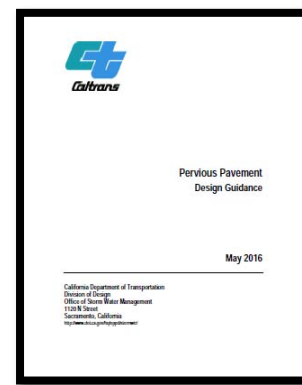 Caltrans
Pervious Pavement
Design Guidance
May 2016
California Department of Transportation
Division of Design
Office of Storm Water Management
1120 N Street
Sacramento, California